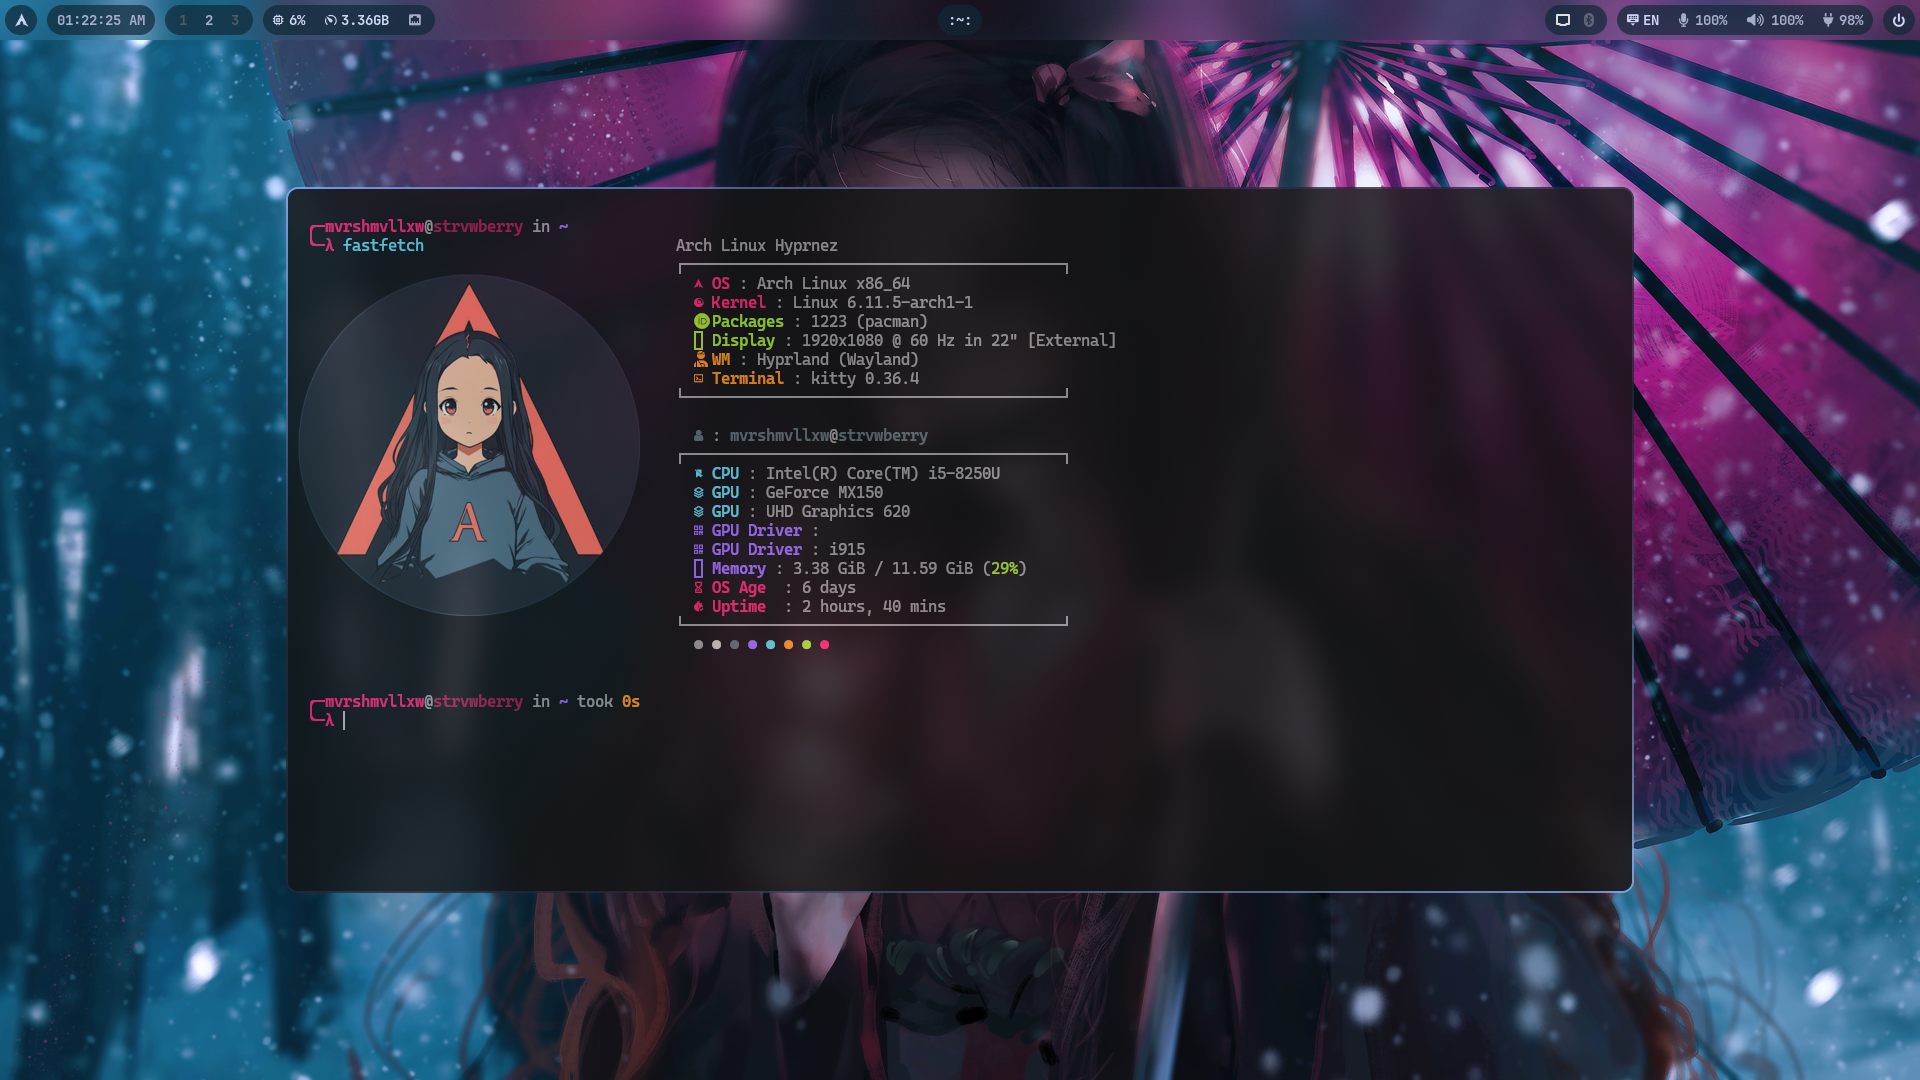 01:22:25 AM 1 2 3 6% 3.36GB :~: EN 100% 100% 98%
mvrshmvllxw@strvwberry in ~
λ fastfetch
Arch Linux Hyprnez
OS : Arch Linux x86_64
Kernel : Linux 6.11.5-arch1-1
Packages : 1223 (pacman)
Display : 1920x1080 @ 60 Hz in 22" [External]
WM : Hyprland (Wayland)
Terminal : kitty 0.36.4
: mvrshmvllxw@strvwberry
CPU : Intel(R) Core(TM) i5-8250U
GPU : GeForce MX150
GPU : UHD Graphics 620
GPU Driver :
GPU Driver : i915
Memory : 3.38 GiB / 11.59 GiB (29%)
OS Age : 6 days
Uptime : 2 hours, 40 mins
A
mvrshmvllxw@strvwberry in ~ took 0s
λ